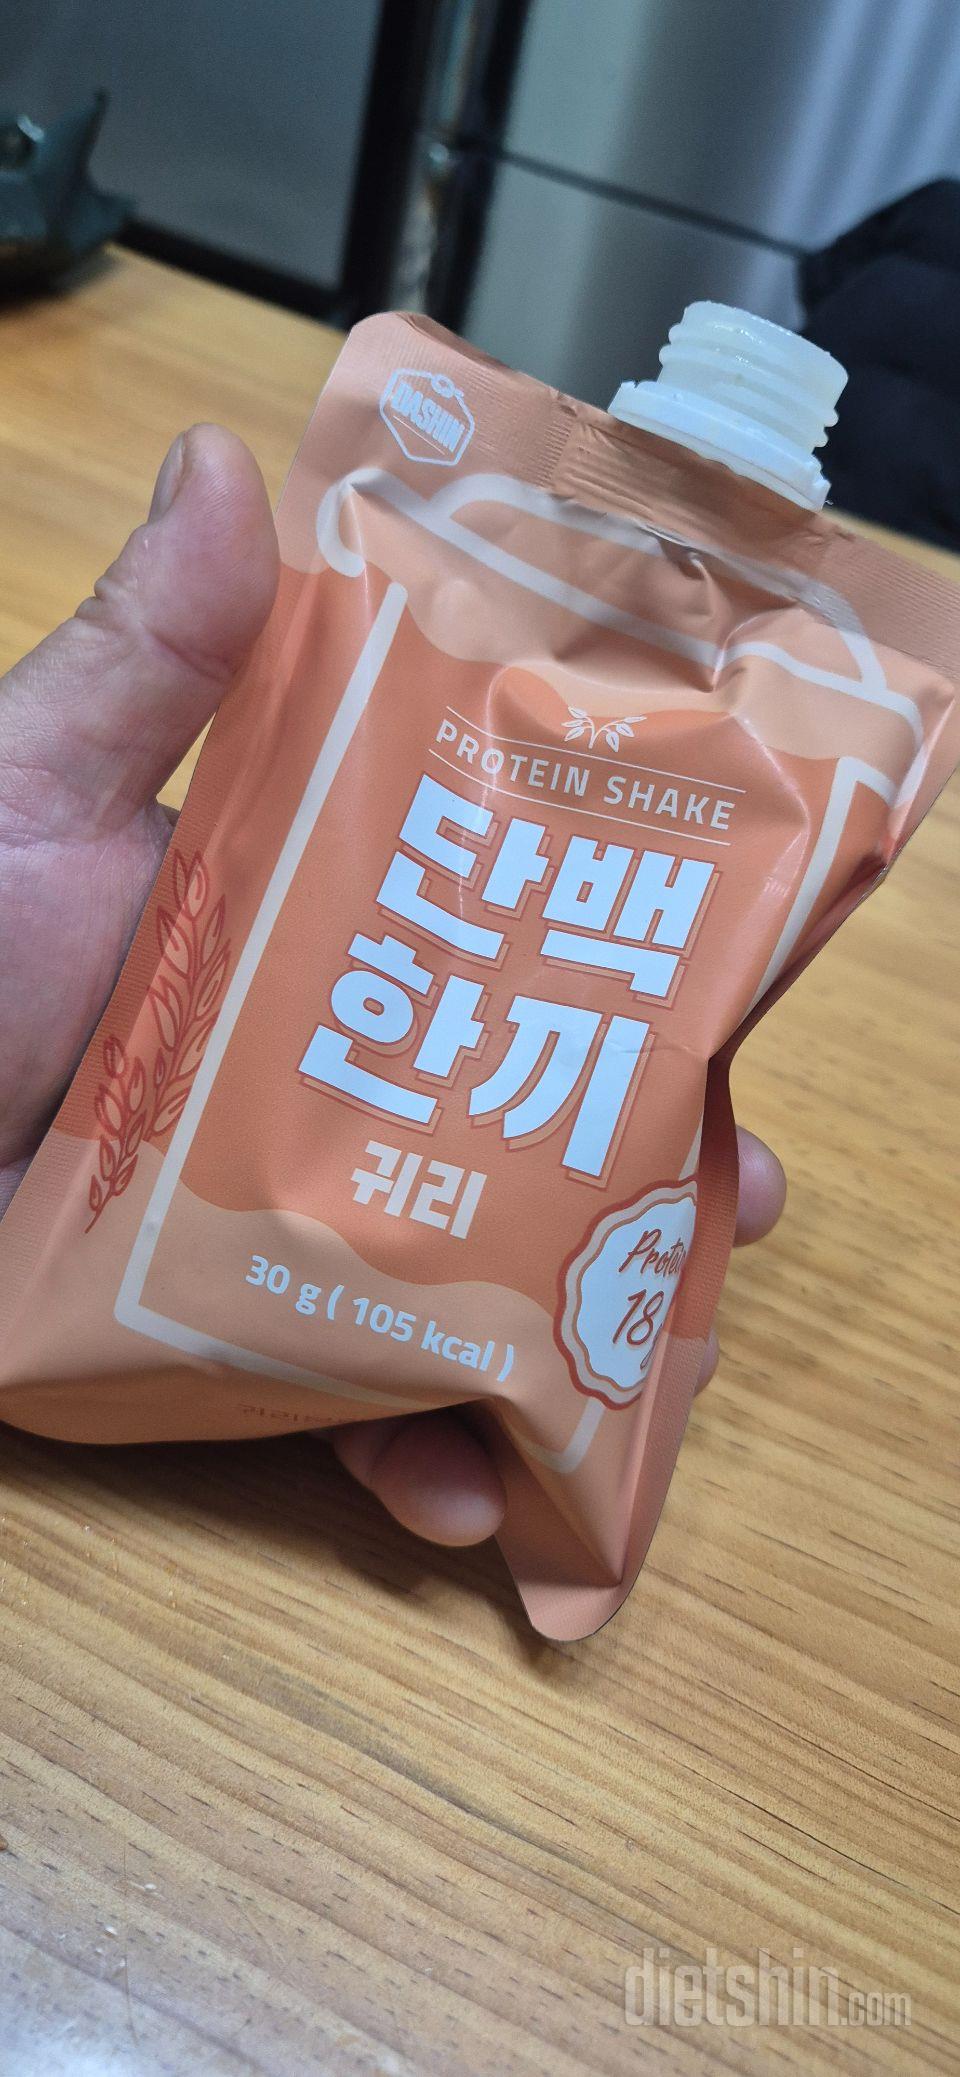 DASHIN
PROTEIN SHAKE
단백
한끼
귀리
30 g ( 105 kcal )
18
dietshin.com